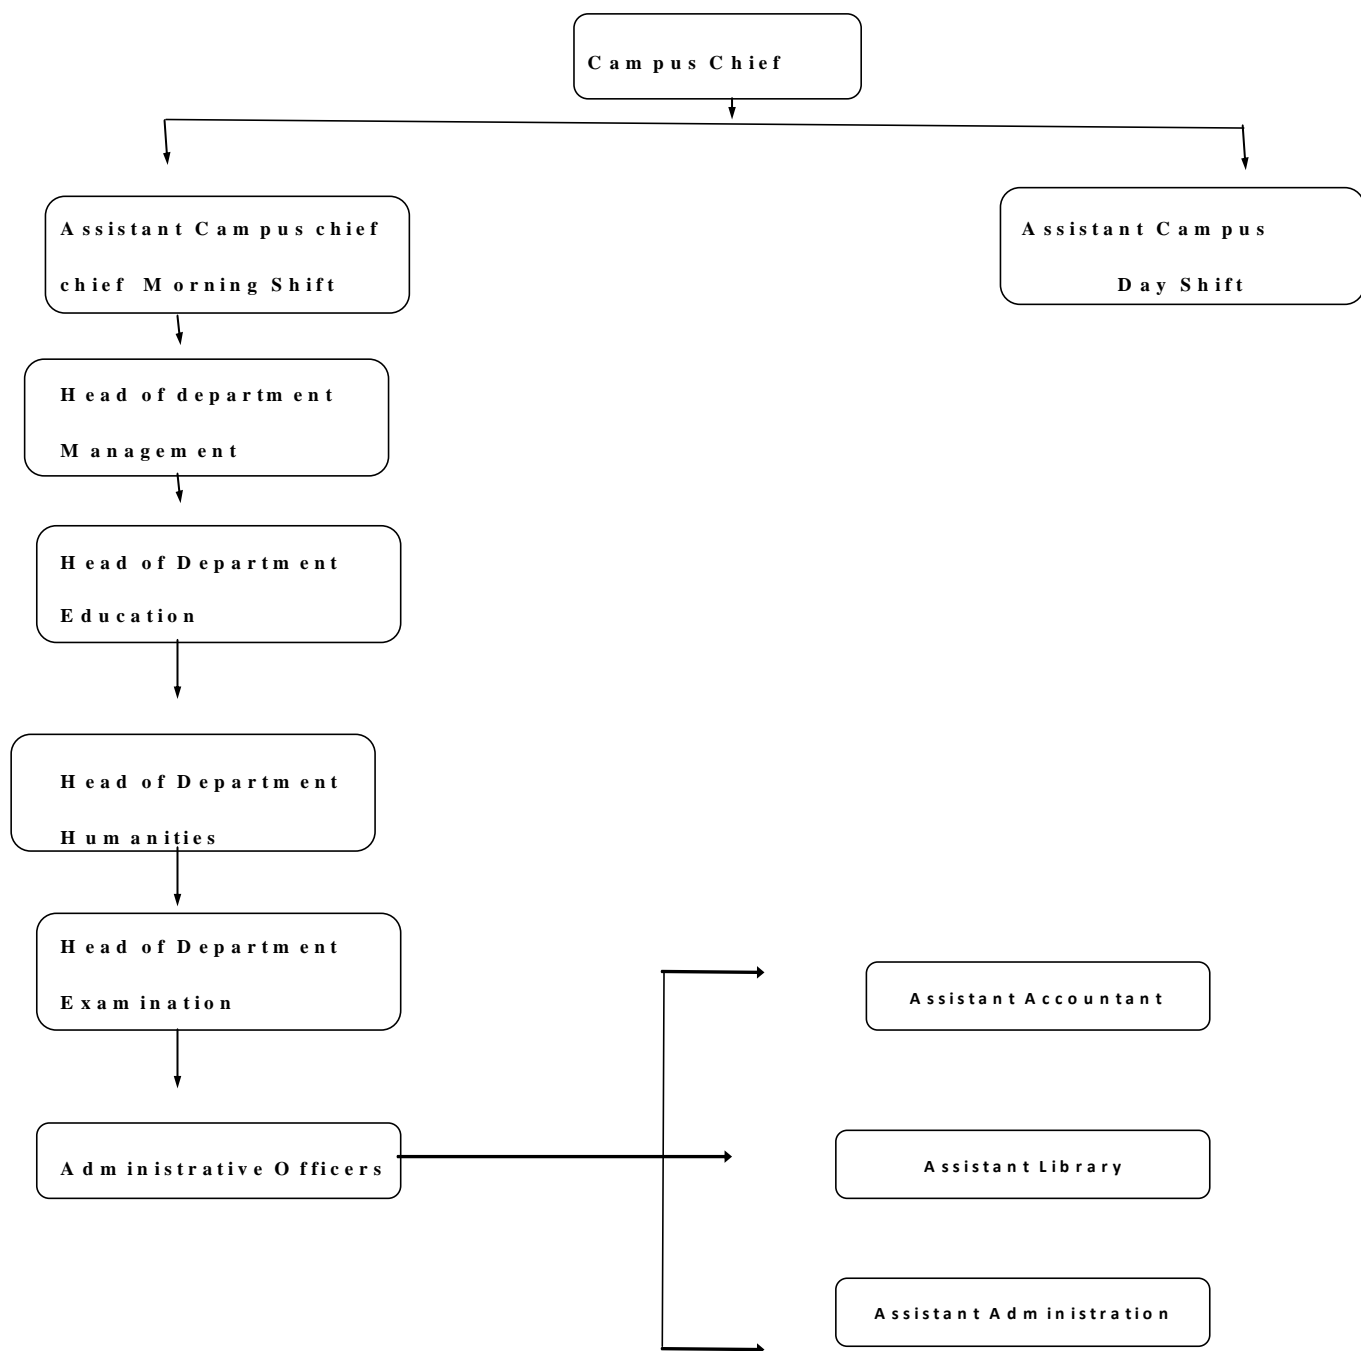 Campus Chief
Assistant Campus chief
chief Morning Shift
Assistant Campus
Day Shift
Head of department
Management
Head of Department
Education
Head of Department
Humanities
Head of Department
Examination
Assistant Accountant
Administrative Officers
Assistant Library
Assistant Administration